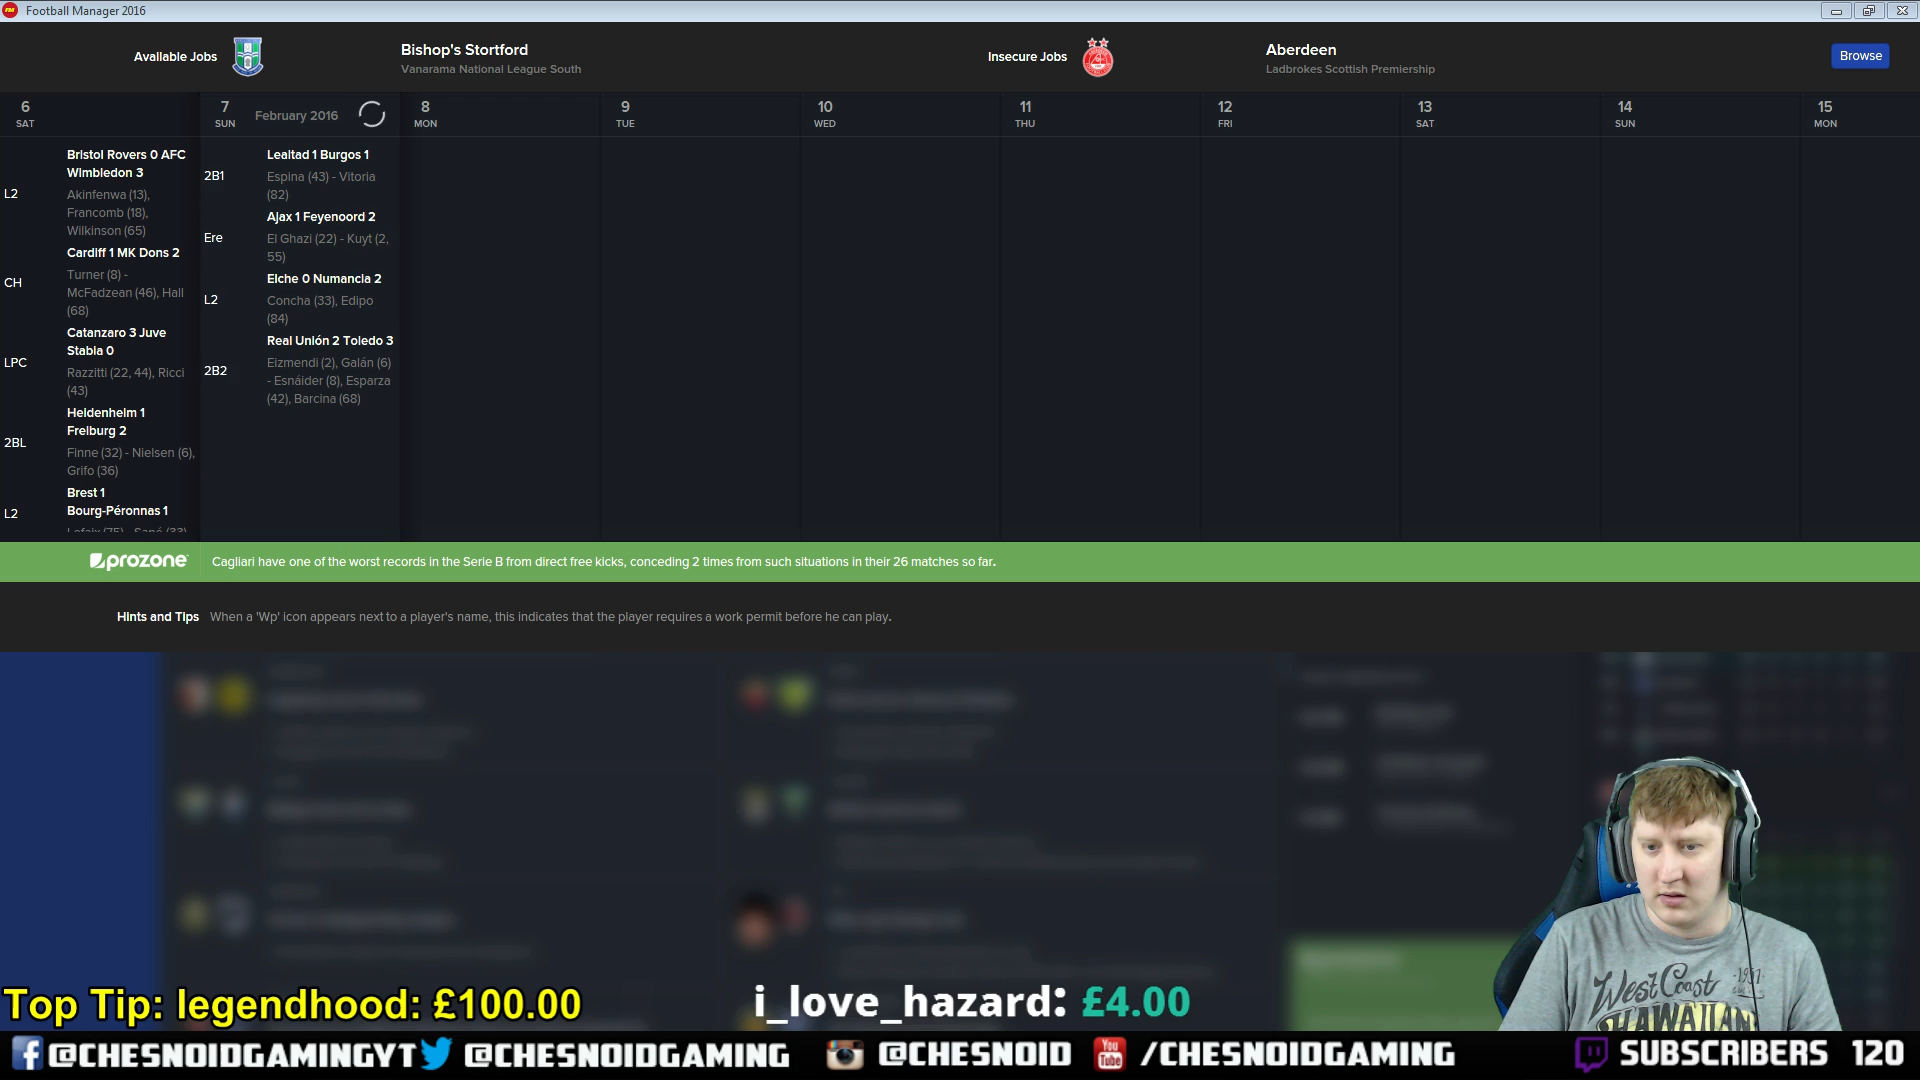 Football Manager 2016
Available Jobs
Bishop's Stortford
Vanarama National League South
Insecure Jobs
Aberdeen
Ladbrokes Scottish Premiership
Browse
6
SAT
7
SUN
February 2016
8
MON
9
TUE
10
WED
11
THU
12
FRI
13
SAT
14
SUN
15
MON
L2
Bristol Rovers 0 AFC
Wimbledon 3
Akinfenwa (13),
Francomb (18),
Wilkinson (65)
CH
Cardiff 1 MK Dons 2
Turner (8) -
McFadzean (46), Hall
(68)
LPC
Catanzaro 3 Juve
Stabia 0
Razzitti (22, 44), Ricci
(43)
2BL
Heidenheim 1
Freiburg 2
Finne (32) - Nielsen (6),
Grifo (36)
L2
Brest 1
Bourg-Péronnas 1
Lefaix (75) - Sané (33)
2B1
Lealtad 1 Burgos 1
Espina (43) - Vitoria
(82)
Ere
Ajax 1 Feyenoord 2
El Ghazi (22) - Kuyt (2,
55)
L2
Elche 0 Numancia 2
Concha (33), Edipo
(84)
2B2
Real Unión 2 Toledo 3
Eizmendi (2), Galán (6)
- Esnáider (8), Esparza
(42), Barcina (68)
prozone
Cagliari have one of the worst records in the Serie B from direct free kicks, conceding 2 times from such situations in their 26 matches so far.
Hints and Tips
When a 'Wp' icon appears next to a player's name, this indicates that the player requires a work permit before he can play.
West Coast
-1957-
HAWAIIAN
Top Tip: legendhood: £100.00
i_love_hazard: £4.00
@CHESNOIDGAMINGYT
@CHESNOIDGAMING
@CHESNOID
You Tube
/CHESNOIDGAMING
SUBSCRIBERS 120